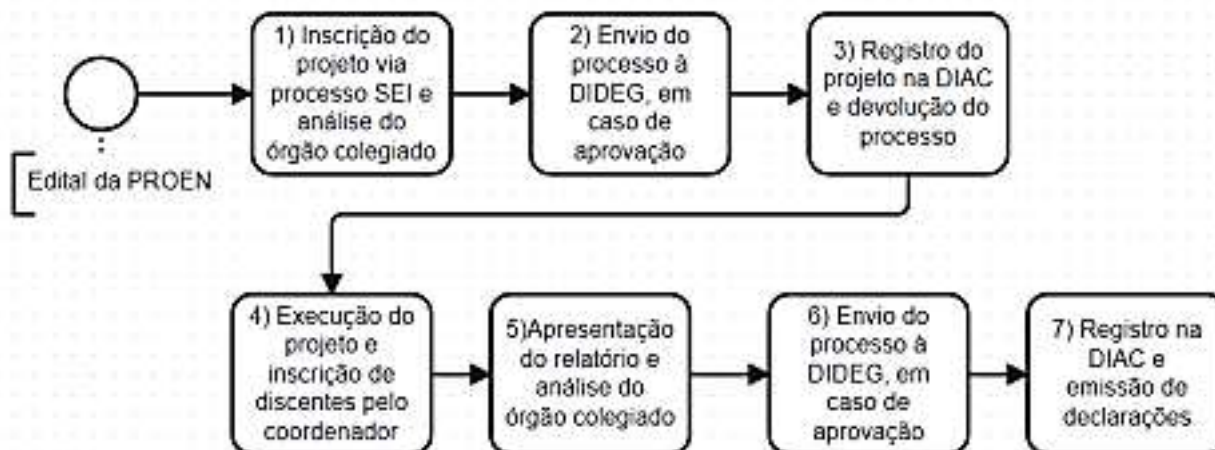 1) Inscrição do
projeto via
processo SEI e
análise do
órgão colegiado
2) Envio do
processo à
DIDEG, em
caso de
aprovação
3) Registro do
projeto na DIAC
e devolução do
processo
Edital da PROEN
4) Execução do
projeto e
inscrição de
discentes pelo
coordenador
5)Apresentação
do relatório e
análise do
órgão colegiado
6) Envio do
processo à
DIDEG, em
caso de
aprovação
7) Registro na
DIAC e
emissão de
declarações